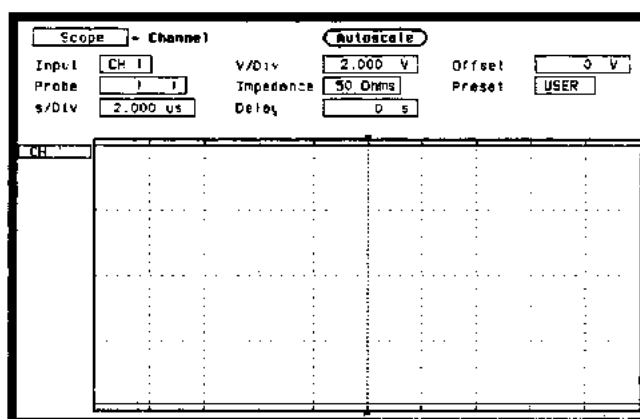 Scope - Channel Autoscale
Input CH 1 V/Div 2.000 V Offset 0 V
Probe 1 : 1 Impedance 50 Ohms Preset USER
s/Div 2.000 us Delay 0 s
CH